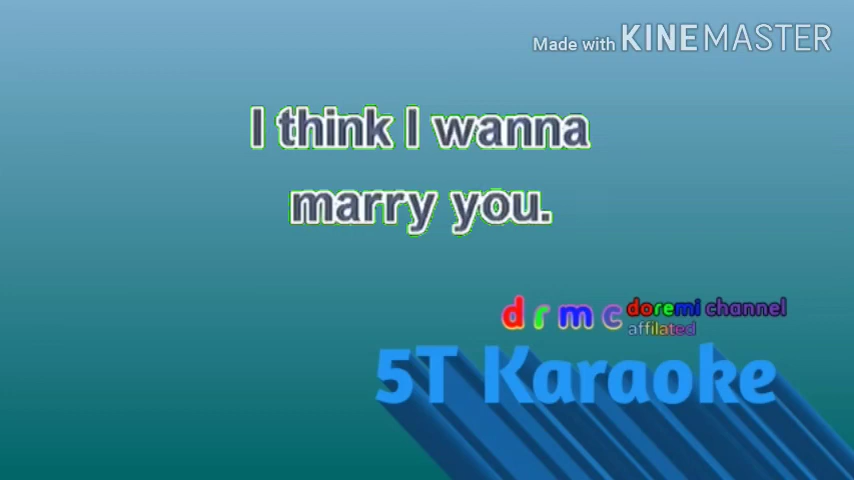 Made with KINEMASTER
I think I wanna
marry you.
d r m c doremi channel
affilated
5T Karaoke